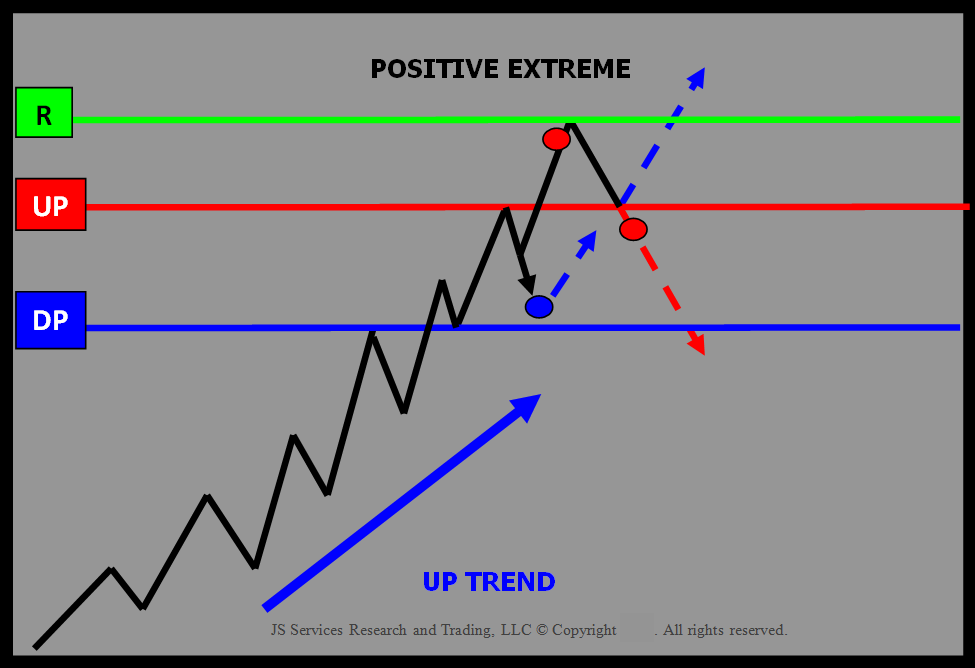 POSITIVE EXTREME
R
UP
DP
UP TREND
JS Services Research and Trading, LLC © Copyright . All rights reserved.